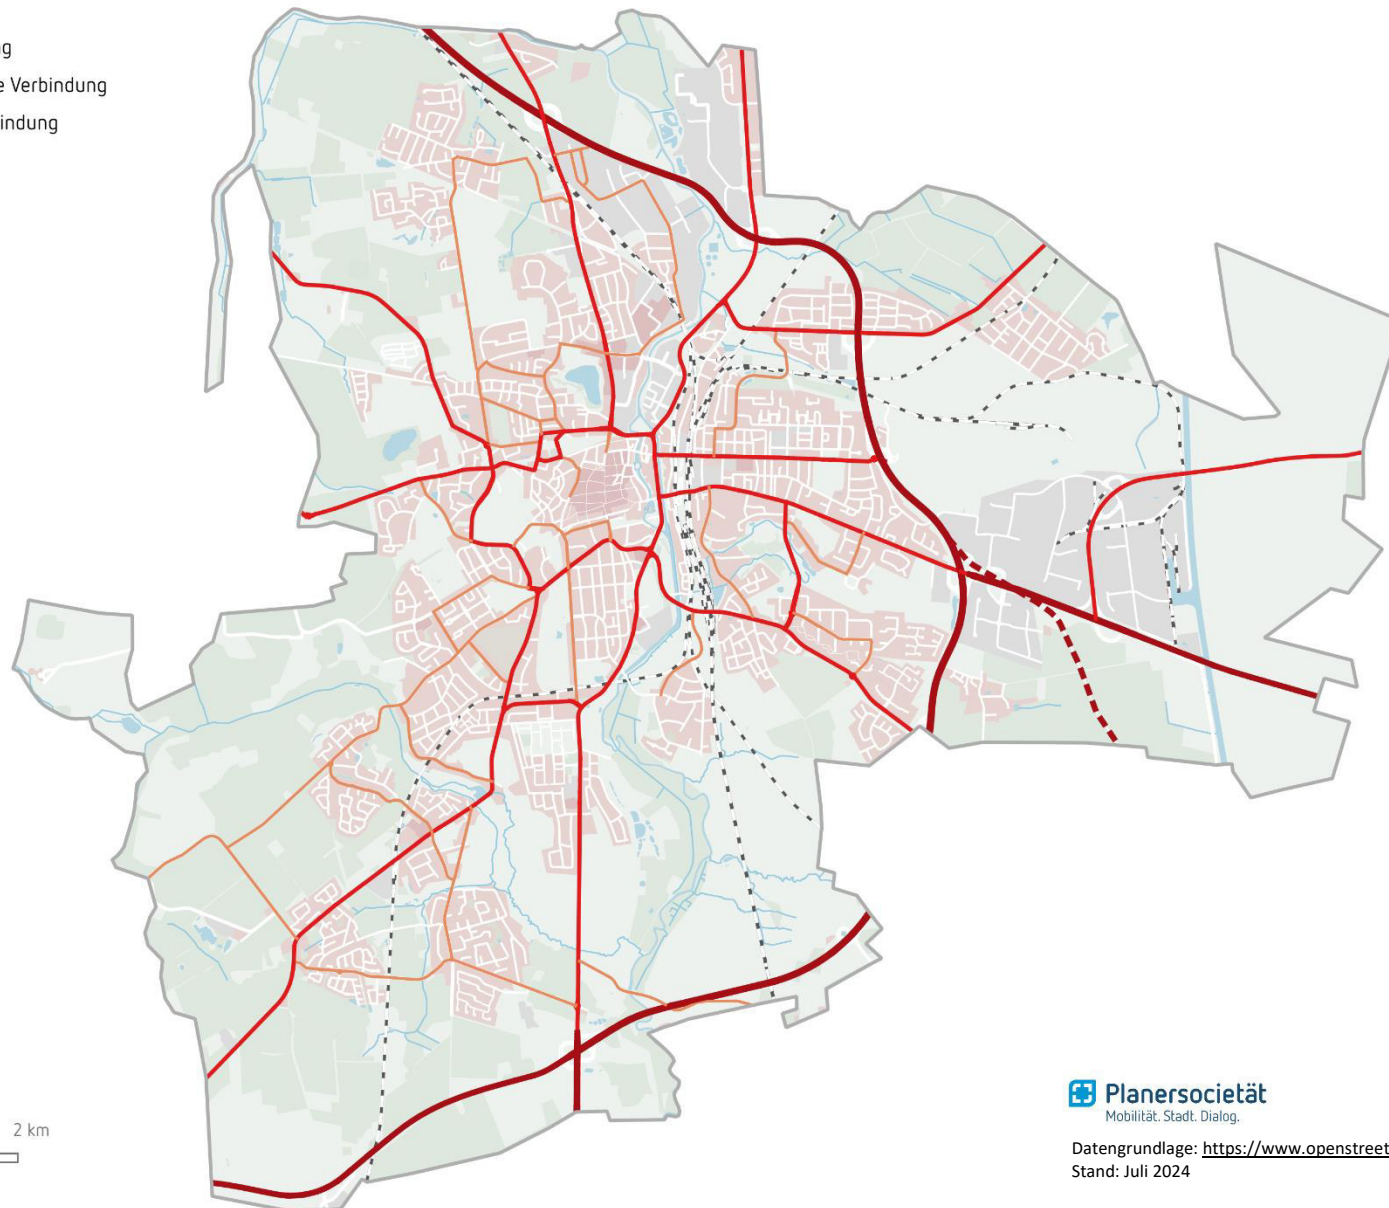 g
e Verbindung
indung
2 km
Planersocietät
Mobilität. Stadt. Dialog.
Datengrundlage: https://www.openstreet
Stand: Juli 2024